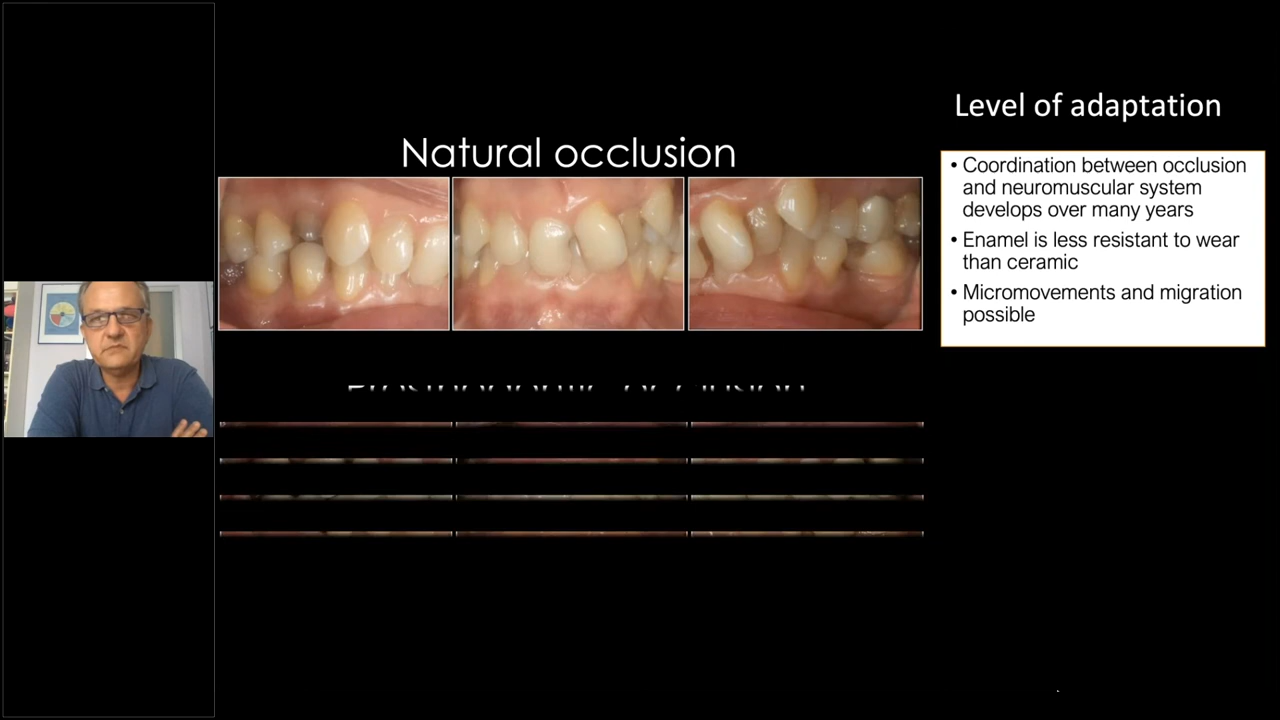 Level of adaptation
Natural occlusion
• Coordination between occlusion
and neuromuscular system
develops over many years
• Enamel is less resistant to wear
than ceramic
• Micromovements and migration
possible